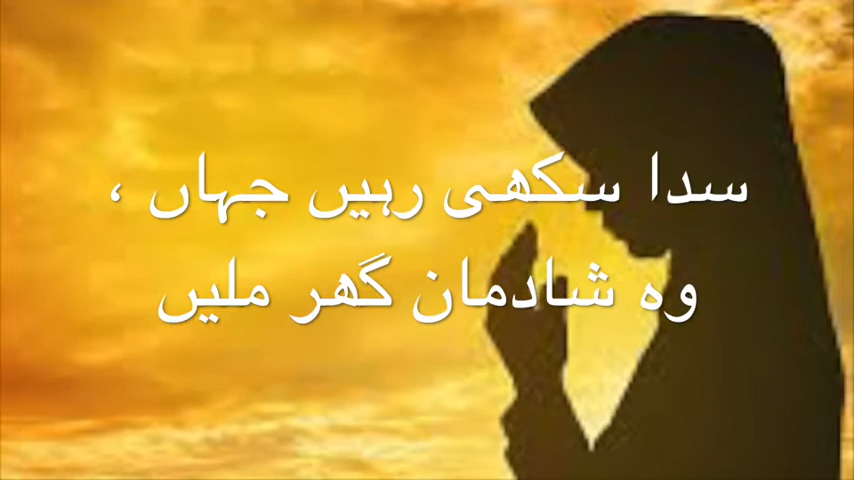 سدا سکھی رہیں جہاں ،
وہ شادمان گھر ملیں